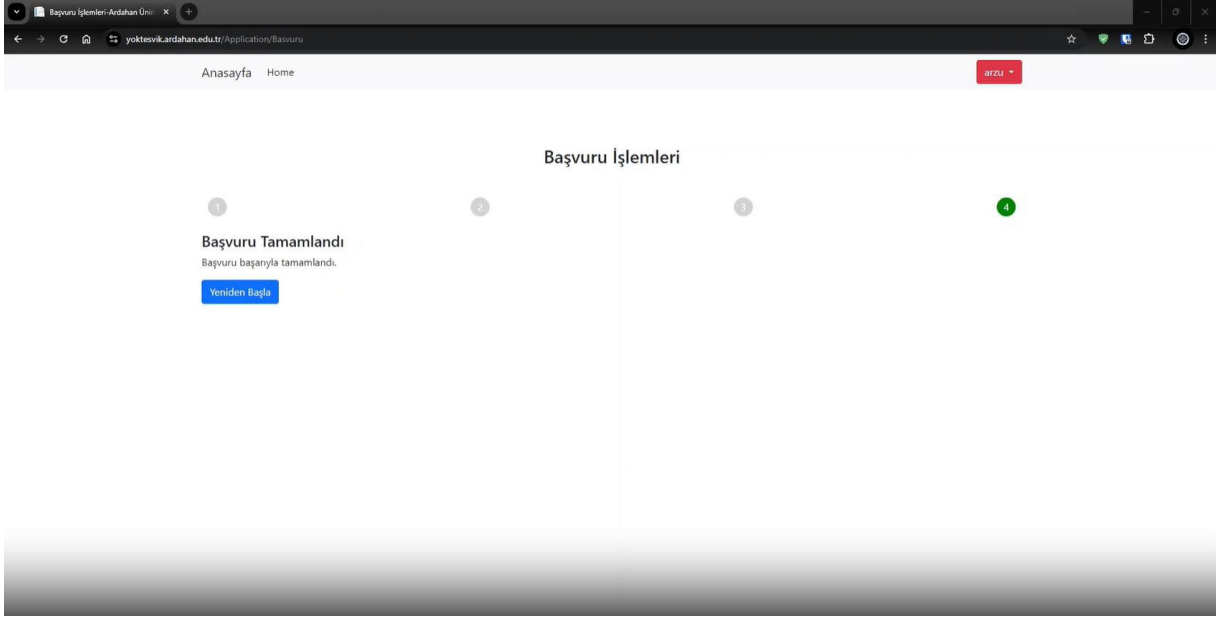 Başvuru İşlemleri-Ardahan Üni
yoktesvik.ardahan.edu.tr/Application/Basvuru
Anasayfa Home arzu
Başvuru İşlemleri
1 2 3 4
Başvuru Tamamlandı
Başvuru başarıyla tamamlandı.
Yeniden Başla